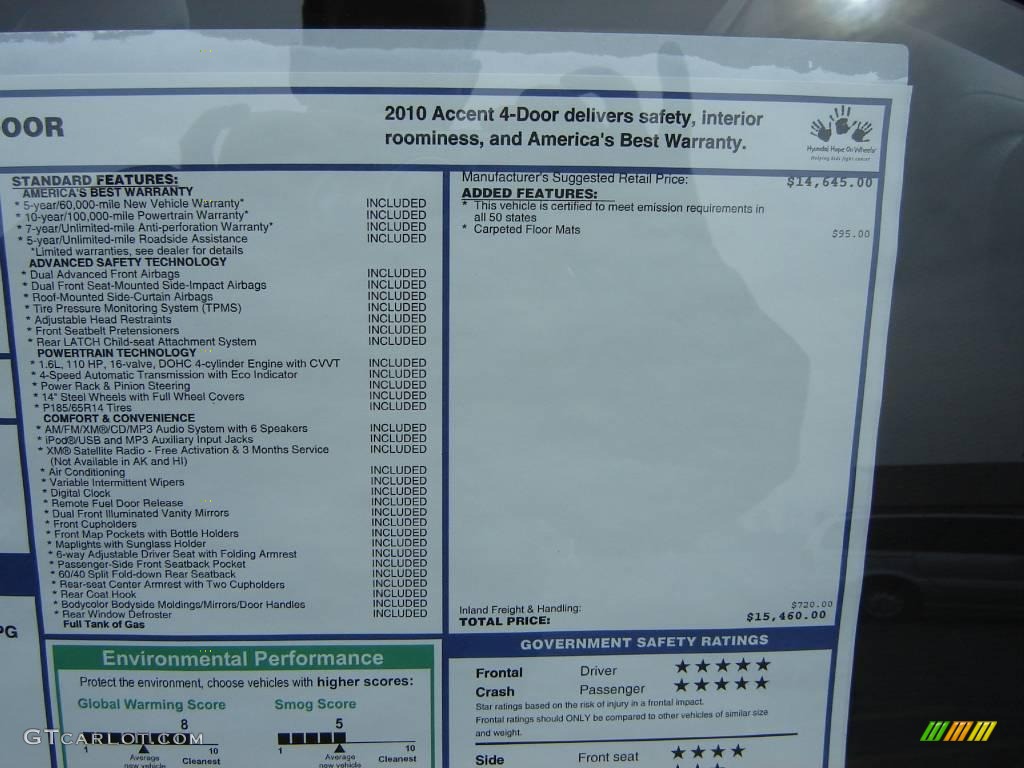 OOR
2010 Accent 4-Door delivers safety, interior
roominess, and America's Best Warranty.
Hyundai Hope On Wheels
Helping kids fight cancer
STANDARD FEATURES:
AMERICA'S BEST WARRANTY
* 5-year/60,000-mile New Vehicle Warranty* INCLUDED
* 10-year/100,000-mile Powertrain Warranty* INCLUDED
* 7-year/Unlimited-mile Anti-perforation Warranty* INCLUDED
* 5-year/Unlimited-mile Roadside Assistance INCLUDED
*Limited warranties, see dealer for details
ADVANCED SAFETY TECHNOLOGY
* Dual Advanced Front Airbags INCLUDED
* Dual Front Seat-Mounted Side-Impact Airbags INCLUDED
* Roof-Mounted Side-Curtain Airbags INCLUDED
* Tire Pressure Monitoring System (TPMS) INCLUDED
* Adjustable Head Restraints INCLUDED
* Front Seatbelt Pretensioners INCLUDED
* Rear LATCH Child-seat Attachment System INCLUDED
POWERTRAIN TECHNOLOGY
* 1.6L, 110 HP, 16-valve, DOHC 4-cylinder Engine with CVVT INCLUDED
* 4-Speed Automatic Transmission with Eco Indicator INCLUDED
* Power Rack & Pinion Steering INCLUDED
* 14" Steel Wheels with Full Wheel Covers INCLUDED
* P185/65R14 Tires INCLUDED
COMFORT & CONVENIENCE
* AM/FM/XM®/CD/MP3 Audio System with 6 Speakers INCLUDED
* iPod®/USB and MP3 Auxiliary Input Jacks INCLUDED
* XM® Satellite Radio - Free Activation & 3 Months Service INCLUDED
(Not Available in AK and HI)
* Air Conditioning INCLUDED
* Variable Intermittent Wipers INCLUDED
* Digital Clock INCLUDED
* Remote Fuel Door Release INCLUDED
* Dual Front Illuminated Vanity Mirrors INCLUDED
* Front Cupholders INCLUDED
* Front Map Pockets with Bottle Holders INCLUDED
* Maplights with Sunglass Holder INCLUDED
* 6-way Adjustable Driver Seat with Folding Armrest INCLUDED
* Passenger-Side Front Seatback Pocket INCLUDED
* 60/40 Split Fold-down Rear Seatback INCLUDED
* Rear-seat Center Armrest with Two Cupholders INCLUDED
* Rear Coat Hook INCLUDED
* Bodycolor Bodyside Moldings/Mirrors/Door Handles INCLUDED
* Rear Window Defroster INCLUDED
Full Tank of Gas
Manufacturer's Suggested Retail Price: $14,645.00
ADDED FEATURES:
* This vehicle is certified to meet emission requirements in
all 50 states
* Carpeted Floor Mats $95.00
Inland Freight & Handling: $720.00
TOTAL PRICE: $15,460.00
PG
Environmental Performance
Protect the environment, choose vehicles with higher scores:
Global Warming Score Smog Score
8 5
1 Average new vehicle 10 Cleanest
1 Average new vehicle 10 Cleanest
GOVERNMENT SAFETY RATINGS
Frontal Driver ★★★★★
Crash Passenger ★★★★★
Star ratings based on the risk of injury in a frontal impact.
Frontal ratings should ONLY be compared to other vehicles of similar size
and weight.
Side Front seat ★★★★
GTCarLot.com